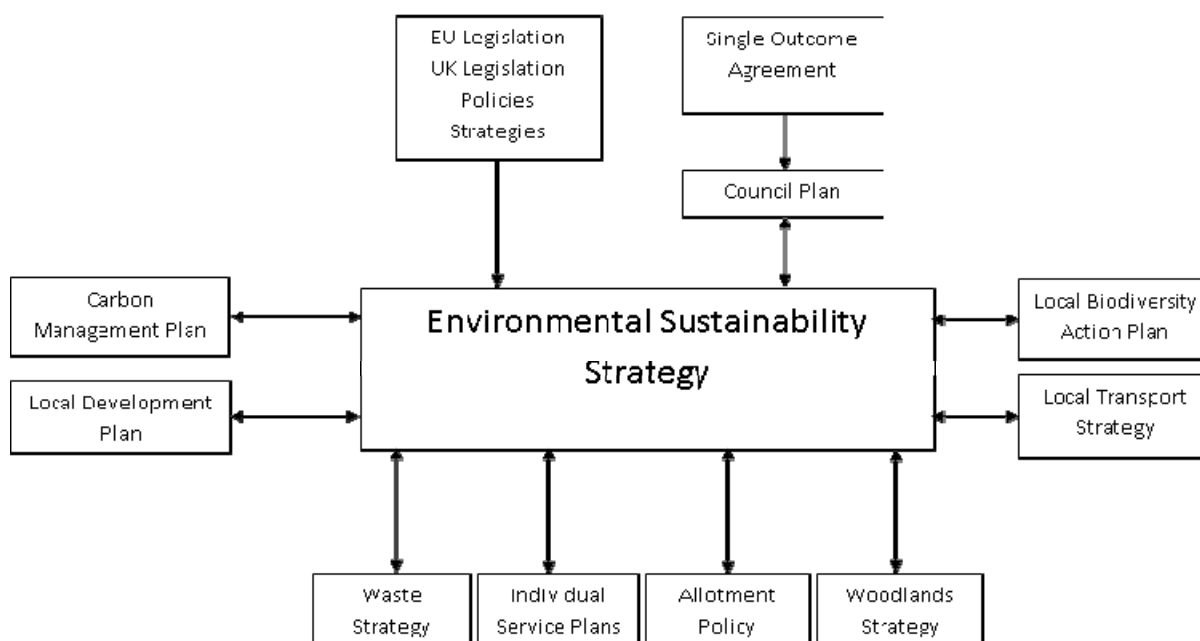 EU Legislation
UK Legislation
Policies
Strategies
Single Outcome
Agreement
Council Plan
Carbon
Management Plan
Environmental Sustainability
Strategy
Local Biodiversity
Action Plan
Local Development
Plan
Local Transport
Strategy
Waste
Strategy
Individual
Service Plans
Allotment
Policy
Woodlands
Strategy